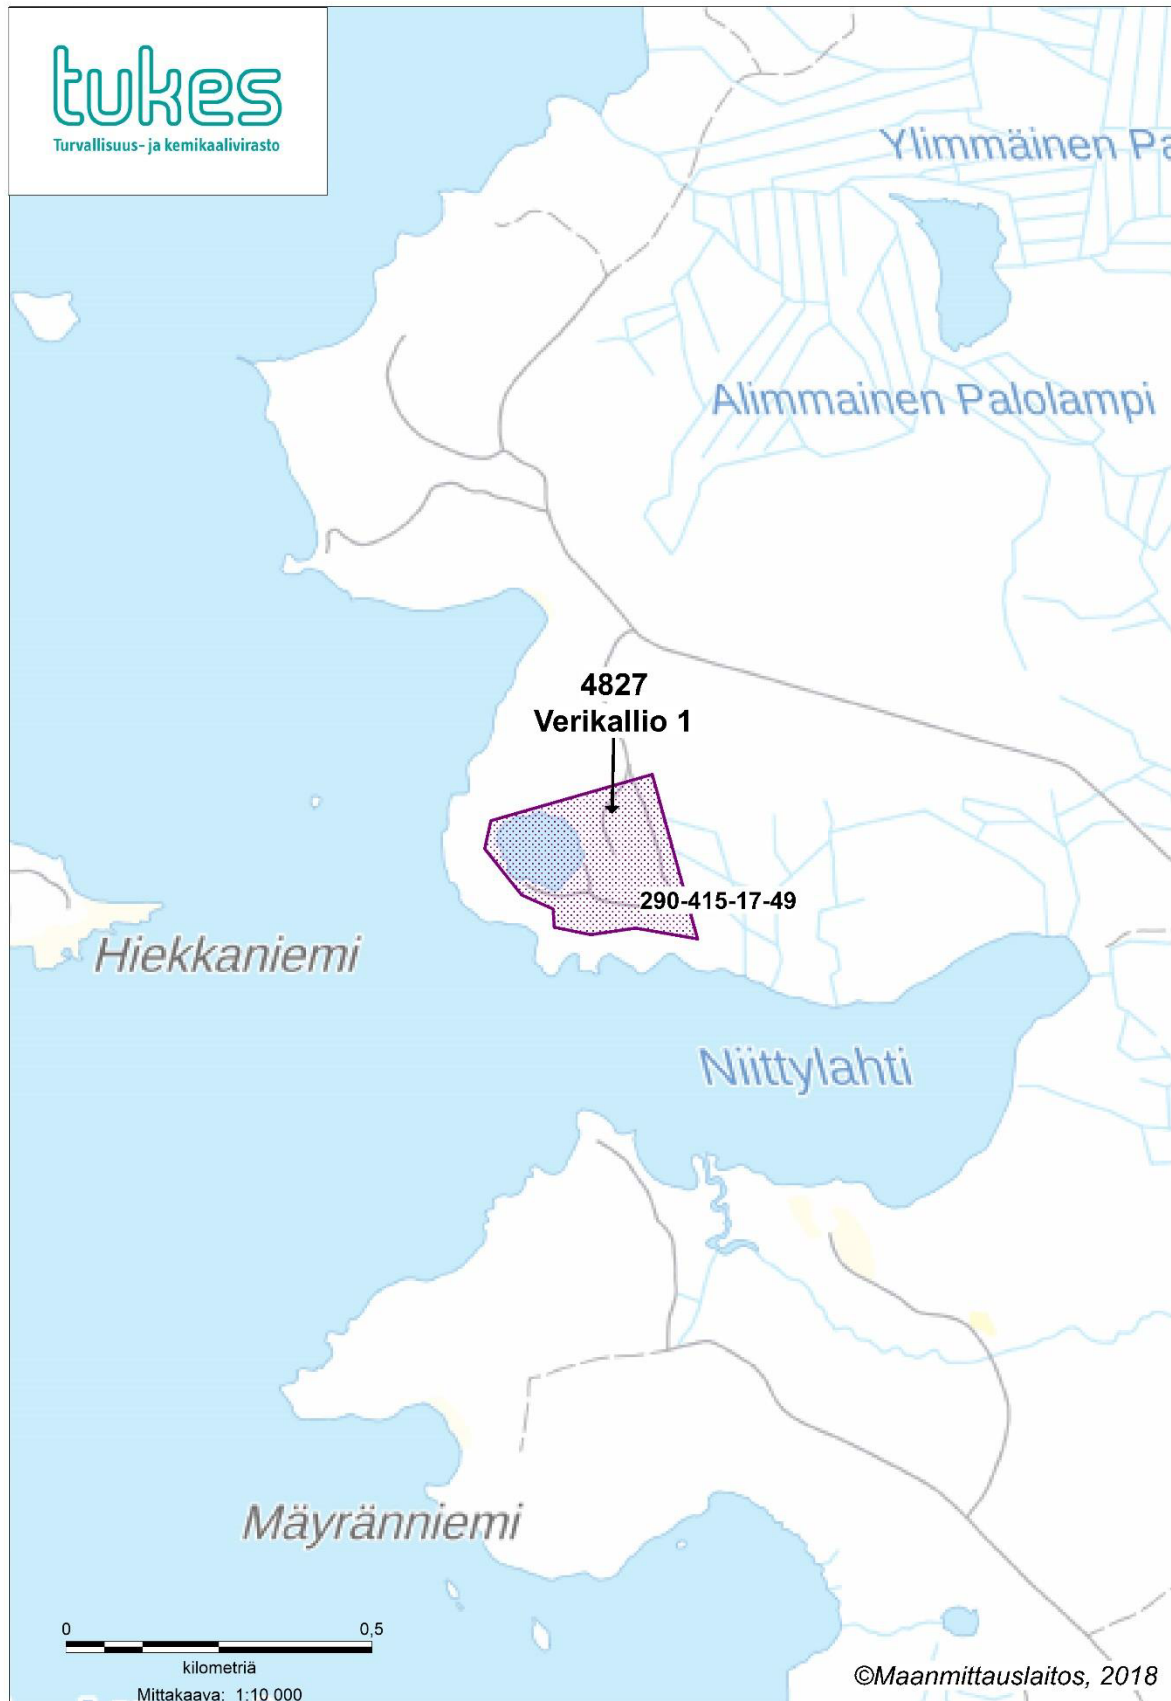 tukes
Turvallisuus- ja kemikaalivirasto
Ylimmäinen Pa
Alimmainen Palolampi
4827
Verikallio 1
290-415-17-49
Hiekkaniemi
Niittylahti
Mäyränniemi
0 0,5
kilometriä
Mittakaava: 1:10 000
©Maanmittauslaitos, 2018